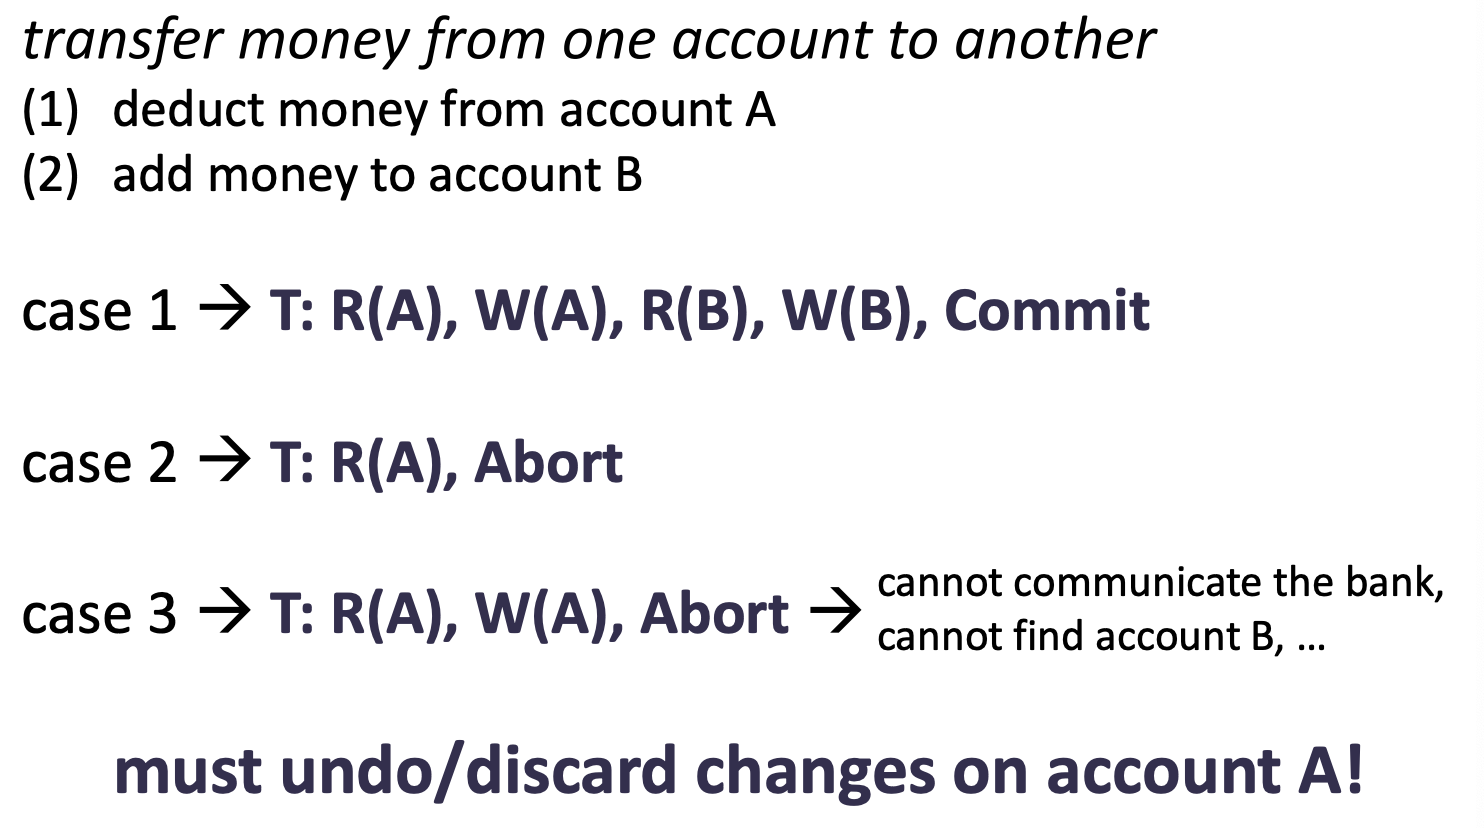 transfer money from one account to another
(1) deduct money from account A
(2) add money to account B
case 1 → T: R(A), W(A), R(B), W(B), Commit
case 2 → T: R(A), Abort
case 3 → T: R(A), W(A), Abort → cannot communicate the bank,
cannot find account B, ...
must undo/discard changes on account A!